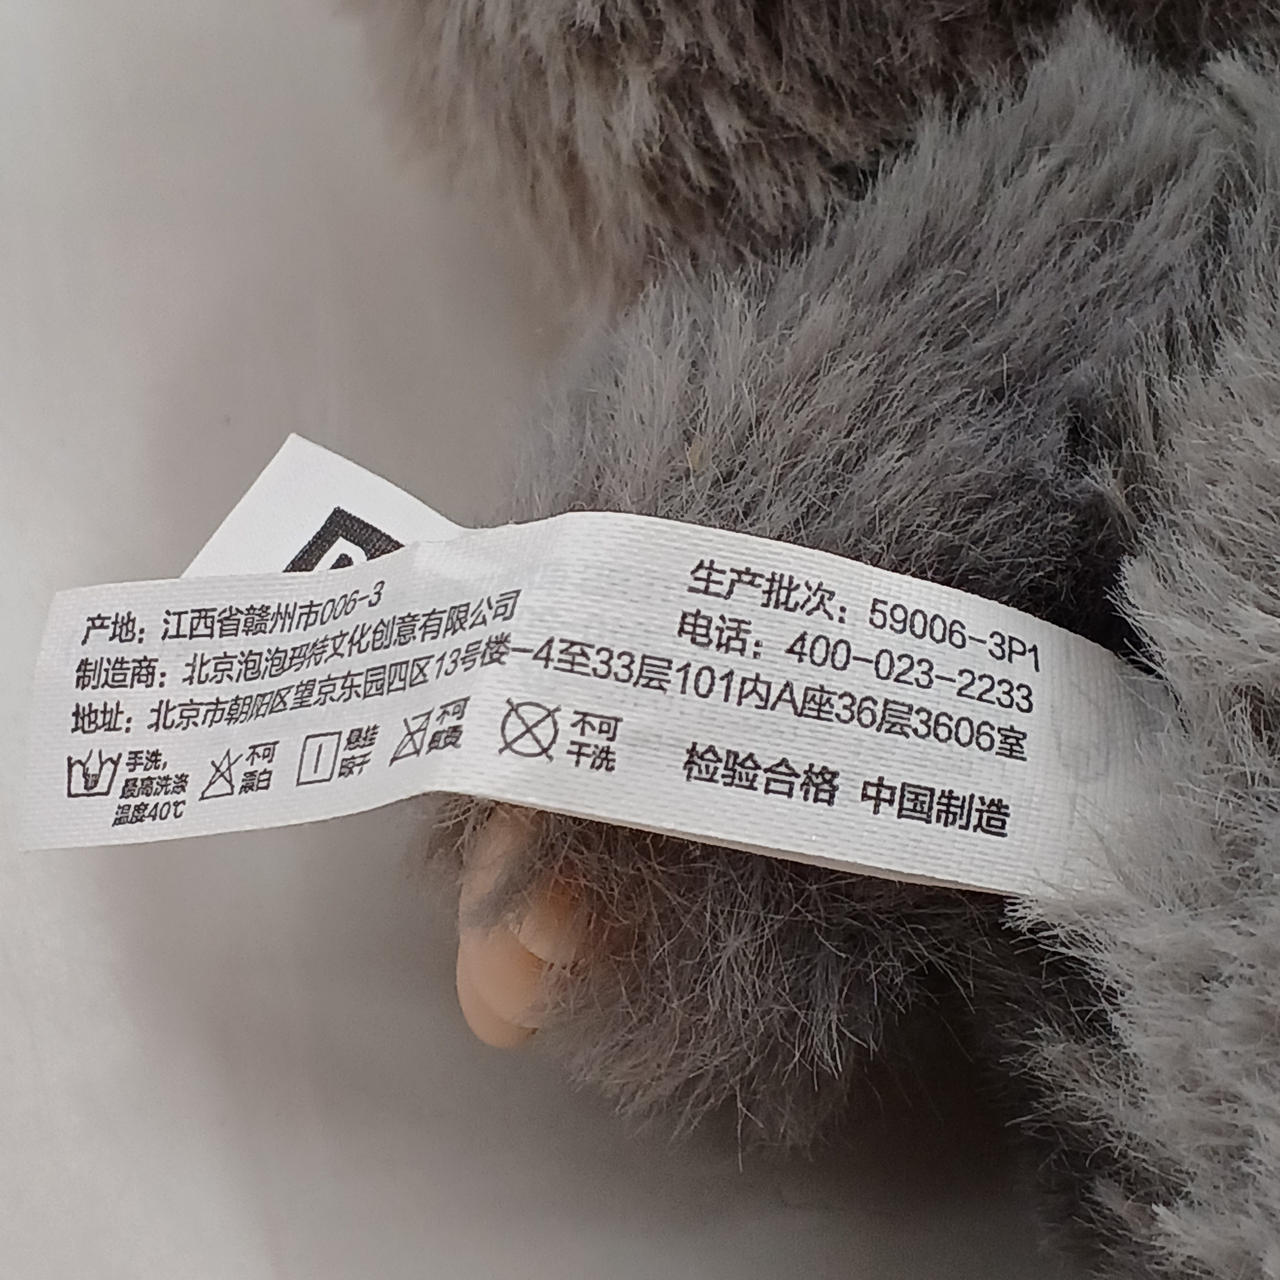 产地：江西省赣州市006-3 生产批次：59006-3P1
制造商：北京泡泡玛特文化创意有限公司 电话：400-023-2233
地址：北京市朝阳区望京东园四区13号楼-4至33层101内A座36层3606室
手洗，最高洗涤温度40℃ 不可漂白 悬挂晾干 不可熨烫 不可干洗 检验合格 中国制造